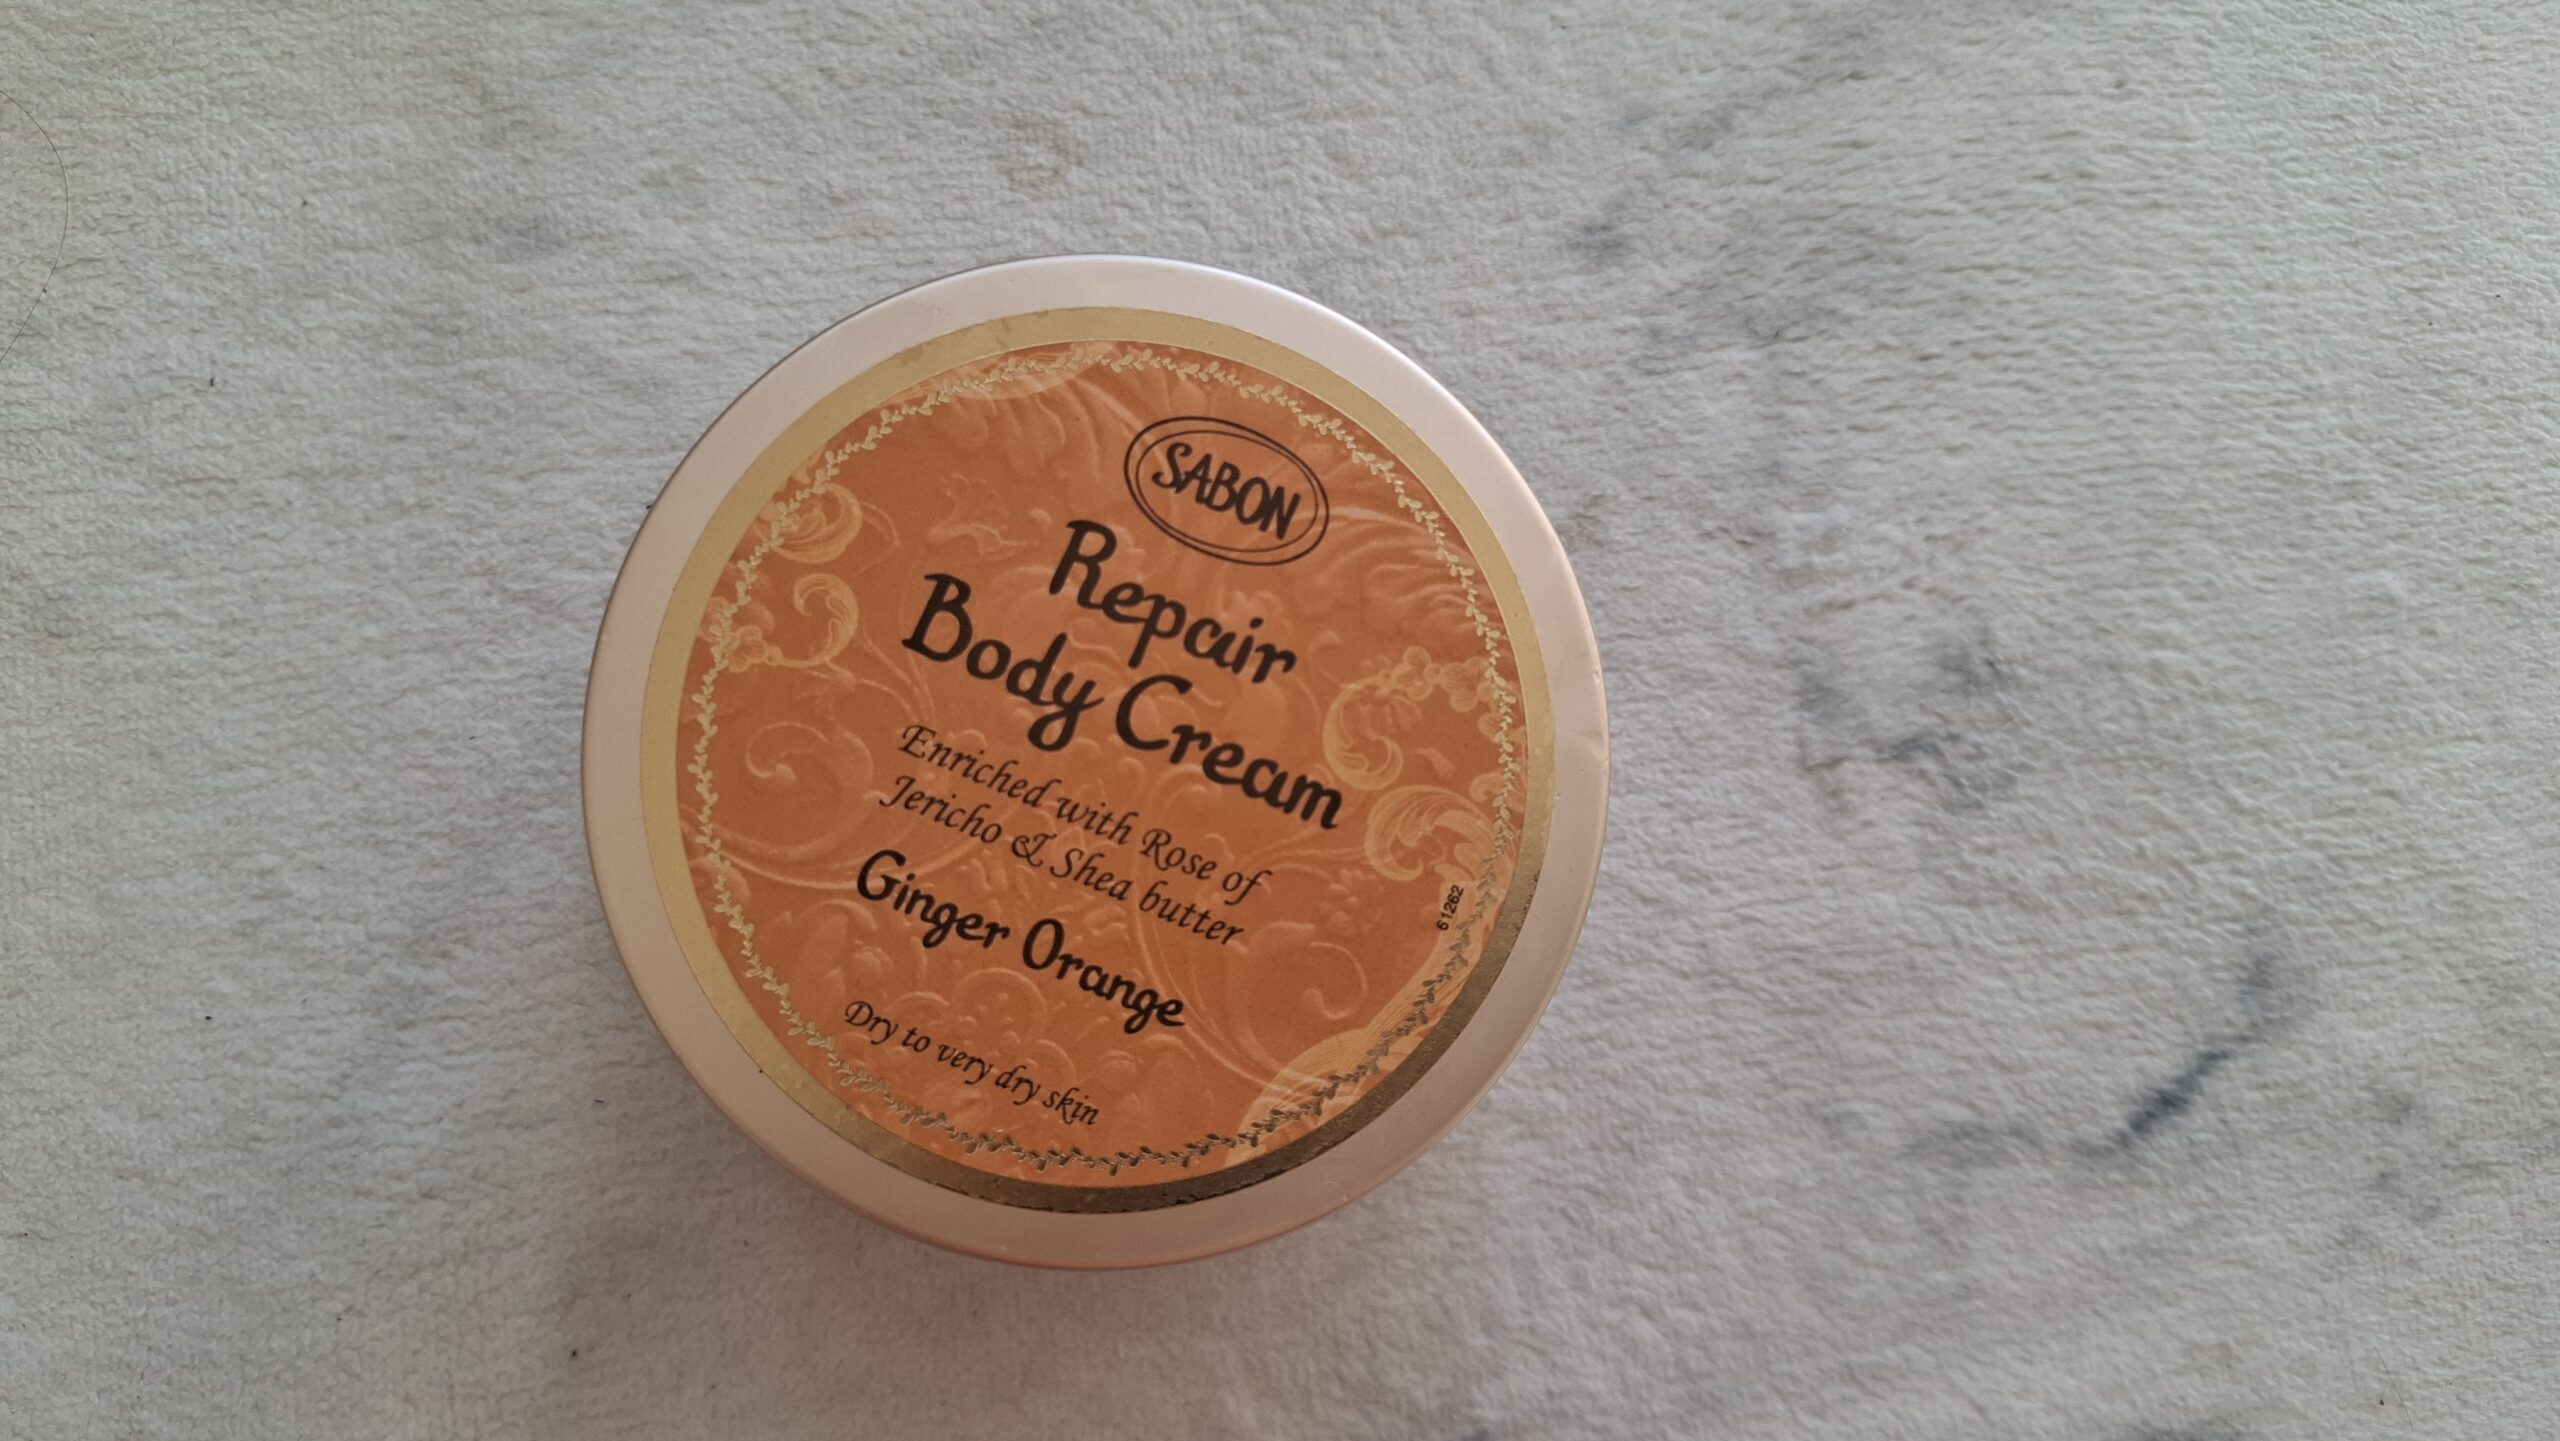 SABON
Repair
Body Cream
Enriched with Rose of
Jericho & Shea butter
Ginger Orange
Dry to very dry skin
61262